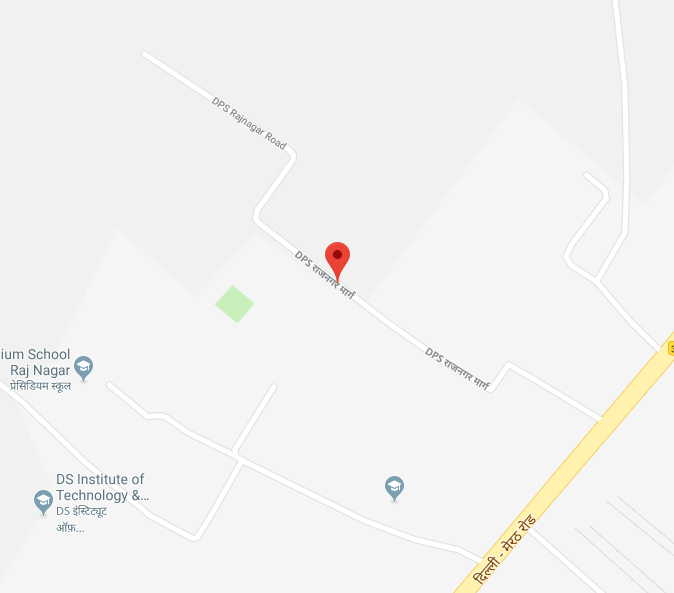 DPS Rajnagar Road
DPS राजनगर मार्ग
DPS राजनगर मार्ग
ium School
Raj Nagar
प्रेसिडियम स्कूल
DS Institute of
Technology &...
DS इंस्टिट्यूट
ऑफ़...
दिल्ली - मेरठ रोड
3